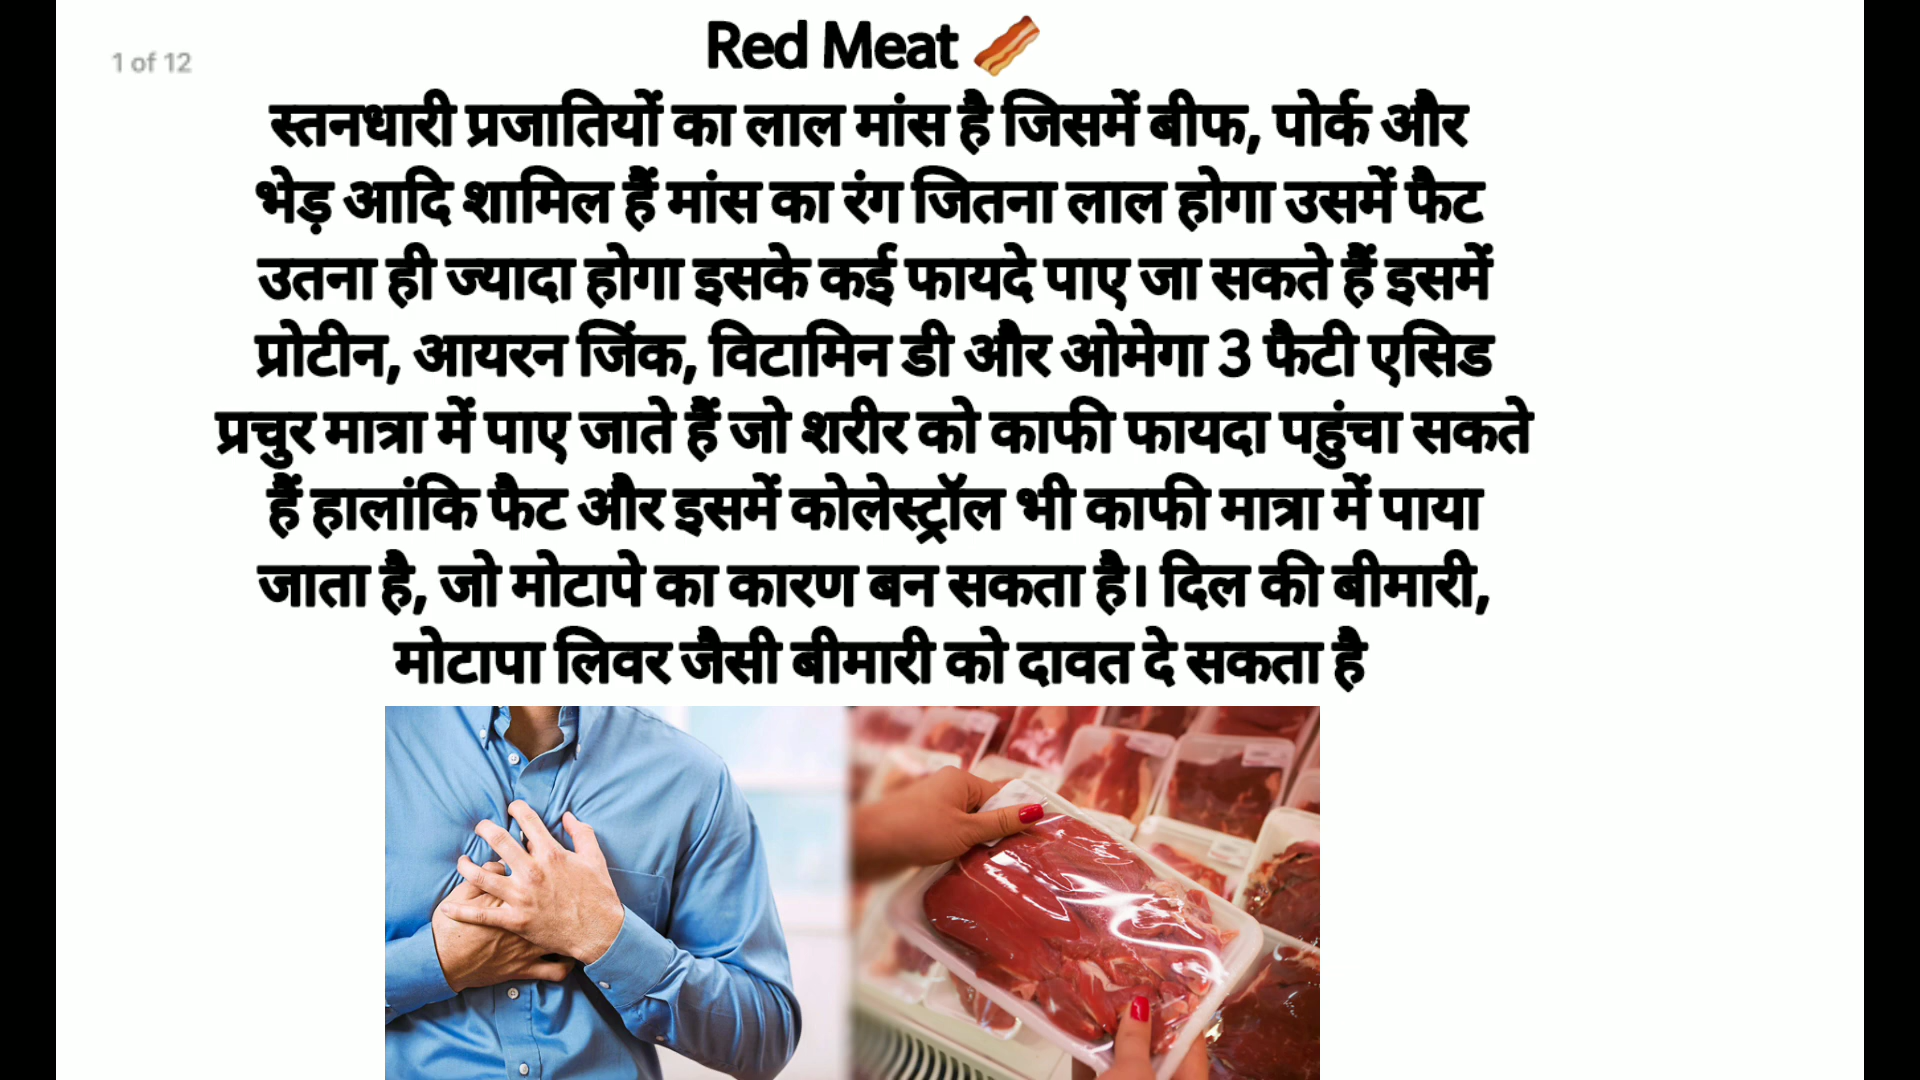 1 of 12
Red Meat 🥓
स्तनधारी प्रजातियों का लाल मांस है जिसमें बीफ, पोर्क और
भेड़ आदि शामिल हैं मांस का रंग जितना लाल होगा उसमें फैट
उतना ही ज्यादा होगा इसके कई फायदे पाए जा सकते हैं इसमें
प्रोटीन, आयरन जिंक, विटामिन डी और ओमेगा 3 फैटी एसिड
प्रचुर मात्रा में पाए जाते हैं जो शरीर को काफी फायदा पहुंचा सकते
हैं हालांकि फैट और इसमें कोलेस्ट्रॉल भी काफी मात्रा में पाया
जाता है, जो मोटापे का कारण बन सकता है। दिल की बीमारी,
मोटापा लिवर जैसी बीमारी को दावत दे सकता है